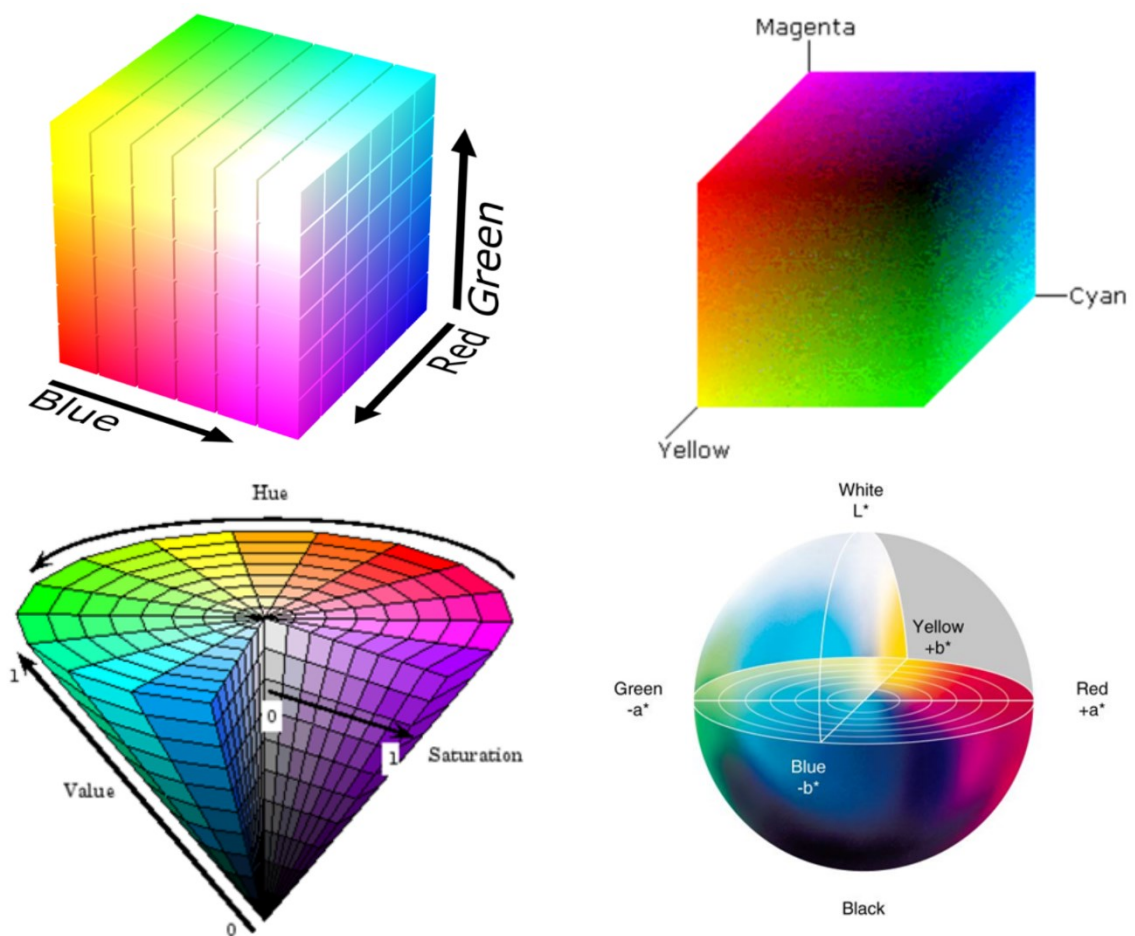 Green
Red
Blue
Magenta
Cyan
Yellow
Hue
1
0
1
Saturation
Value
0
White
L*
Yellow
+b*
Green
-a*
Red
+a*
Blue
-b*
Black